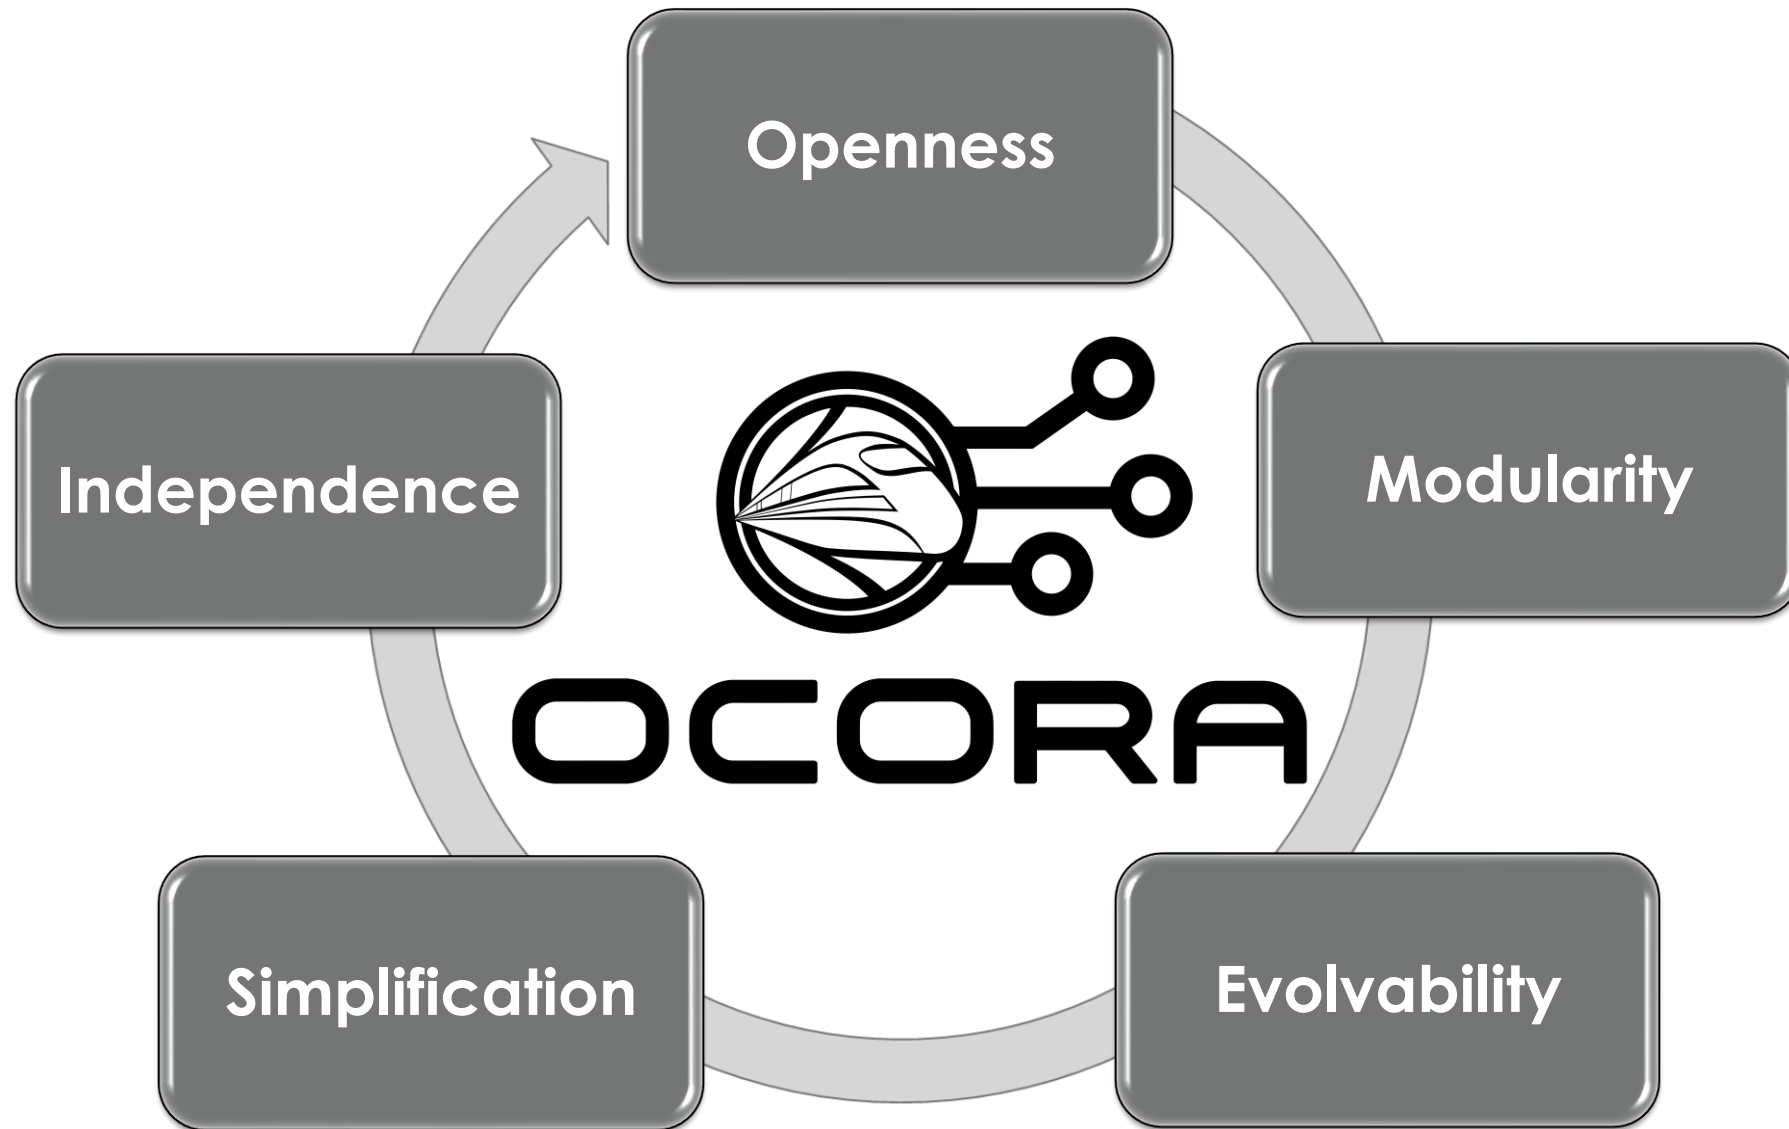 Openness
Independence
Modularity
OCORA
Simplification
Evolvability